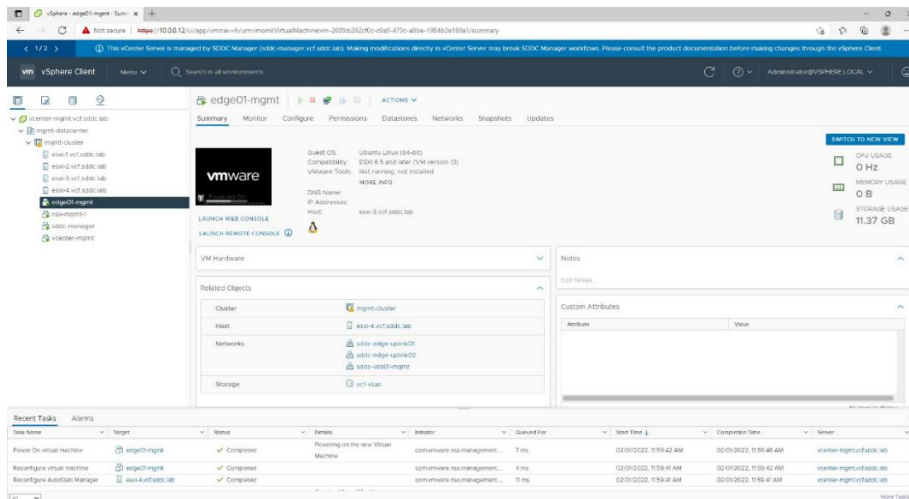 vSphere - edge01-mgmt - Summ
Not secure
https://10.0.0.12/ui/app/vm;nav=h/urn:vmomi:VirtualMachine:vm-2009
summary
1/2
This vCenter Server is managed by SDDC Manager (sddc-manager.vcf.sddc.lab). Making modifications directly in vCenter Server may break SDDC Manager workflows. Please consult the product documentation before making changes through the vSphere Client.
vm vSphere Client Menu Search in all environments Administrator@VSPHERE.LOCAL
edge01-mgmt ACTIONS
Summary Monitor Configure Permissions Datastores Networks Snapshots Updates
vcenter-mgmt.vcf.sddc.lab
mgmt-datacenter
mgmt-cluster
esxi-1.vcf.sddc.lab
esxi-2.vcf.sddc.lab
esxi-3.vcf.sddc.lab
esxi-4.vcf.sddc.lab
edge01-mgmt
nsx-mgmt-1
sddc-manager
vcenter-mgmt
vmware
Powered On
LAUNCH WEB CONSOLE
LAUNCH REMOTE CONSOLE
Guest OS: Ubuntu Linux (64-bit)
Compatibility: ESXi 6.5 and later (VM version 13)
VMware Tools: Not running, not installed
MORE INFO
DNS Name:
IP Addresses:
Host:
SWITCH TO NEW VIEW
CPU USAGE
0 Hz
MEMORY USAGE
0 B
STORAGE USAGE
11.37 GB
VM Hardware
Related Objects
Cluster mgmt-cluster
Host esxi-4.vcf.sddc.lab
Networks sddc-edge-uplink01
sddc-edge-uplink02
sddc-vds01-mgmt
Storage vcf-vsan
Notes
Edit Notes...
Custom Attributes
Attribute Value
Recent Tasks Alarms
Task Name Target Status Details Initiator Queued For Start Time Completion Time Server
Power On virtual machine edge01-mgmt Completed Powering on the new Virtual Machine com.vmware.nsx.management.... 7 ms 02/01/2022, 11:59:42 AM 02/01/2022, 11:59:46 AM vcenter-mgmt.vcf.sddc.lab
Reconfigure virtual machine edge01-mgmt Completed com.vmware.nsx.management.... 4 ms 02/01/2022, 11:59:41 AM 02/01/2022, 11:59:42 AM vcenter-mgmt.vcf.sddc.lab
Reconfigure AutoStart Manager esxi-4.vcf.sddc.lab Completed com.vmware.nsx.management.... 11 ms 02/01/2022, 11:59:41 AM 02/01/2022, 11:59:41 AM vcenter-mgmt.vcf.sddc.lab
All More Tasks